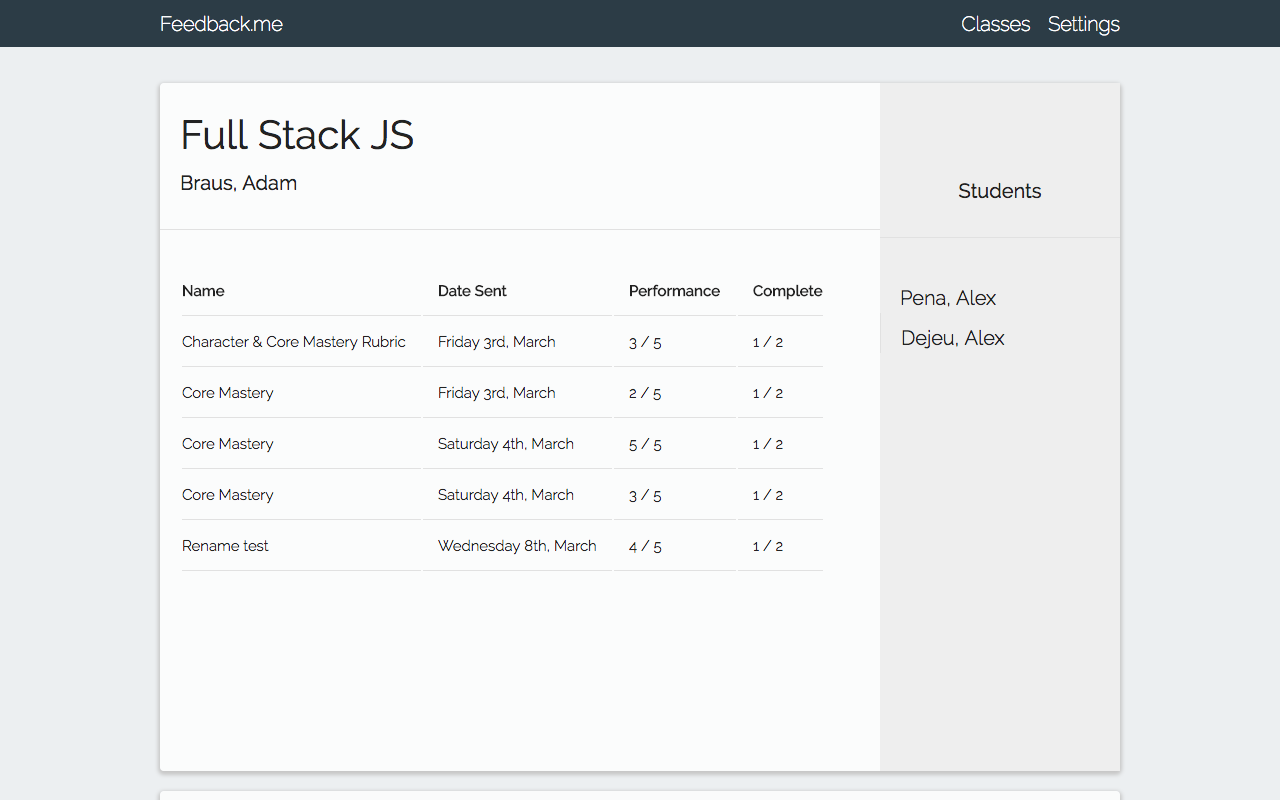 Feedback.me Classes Settings
Full Stack JS
Braus, Adam
Name Date Sent Performance Complete
Character & Core Mastery Rubric Friday 3rd, March 3 / 5 1 / 2
Core Mastery Friday 3rd, March 2 / 5 1 / 2
Core Mastery Saturday 4th, March 5 / 5 1 / 2
Core Mastery Saturday 4th, March 3 / 5 1 / 2
Rename test Wednesday 8th, March 4 / 5 1 / 2
Students
Pena, Alex
Dejeu, Alex